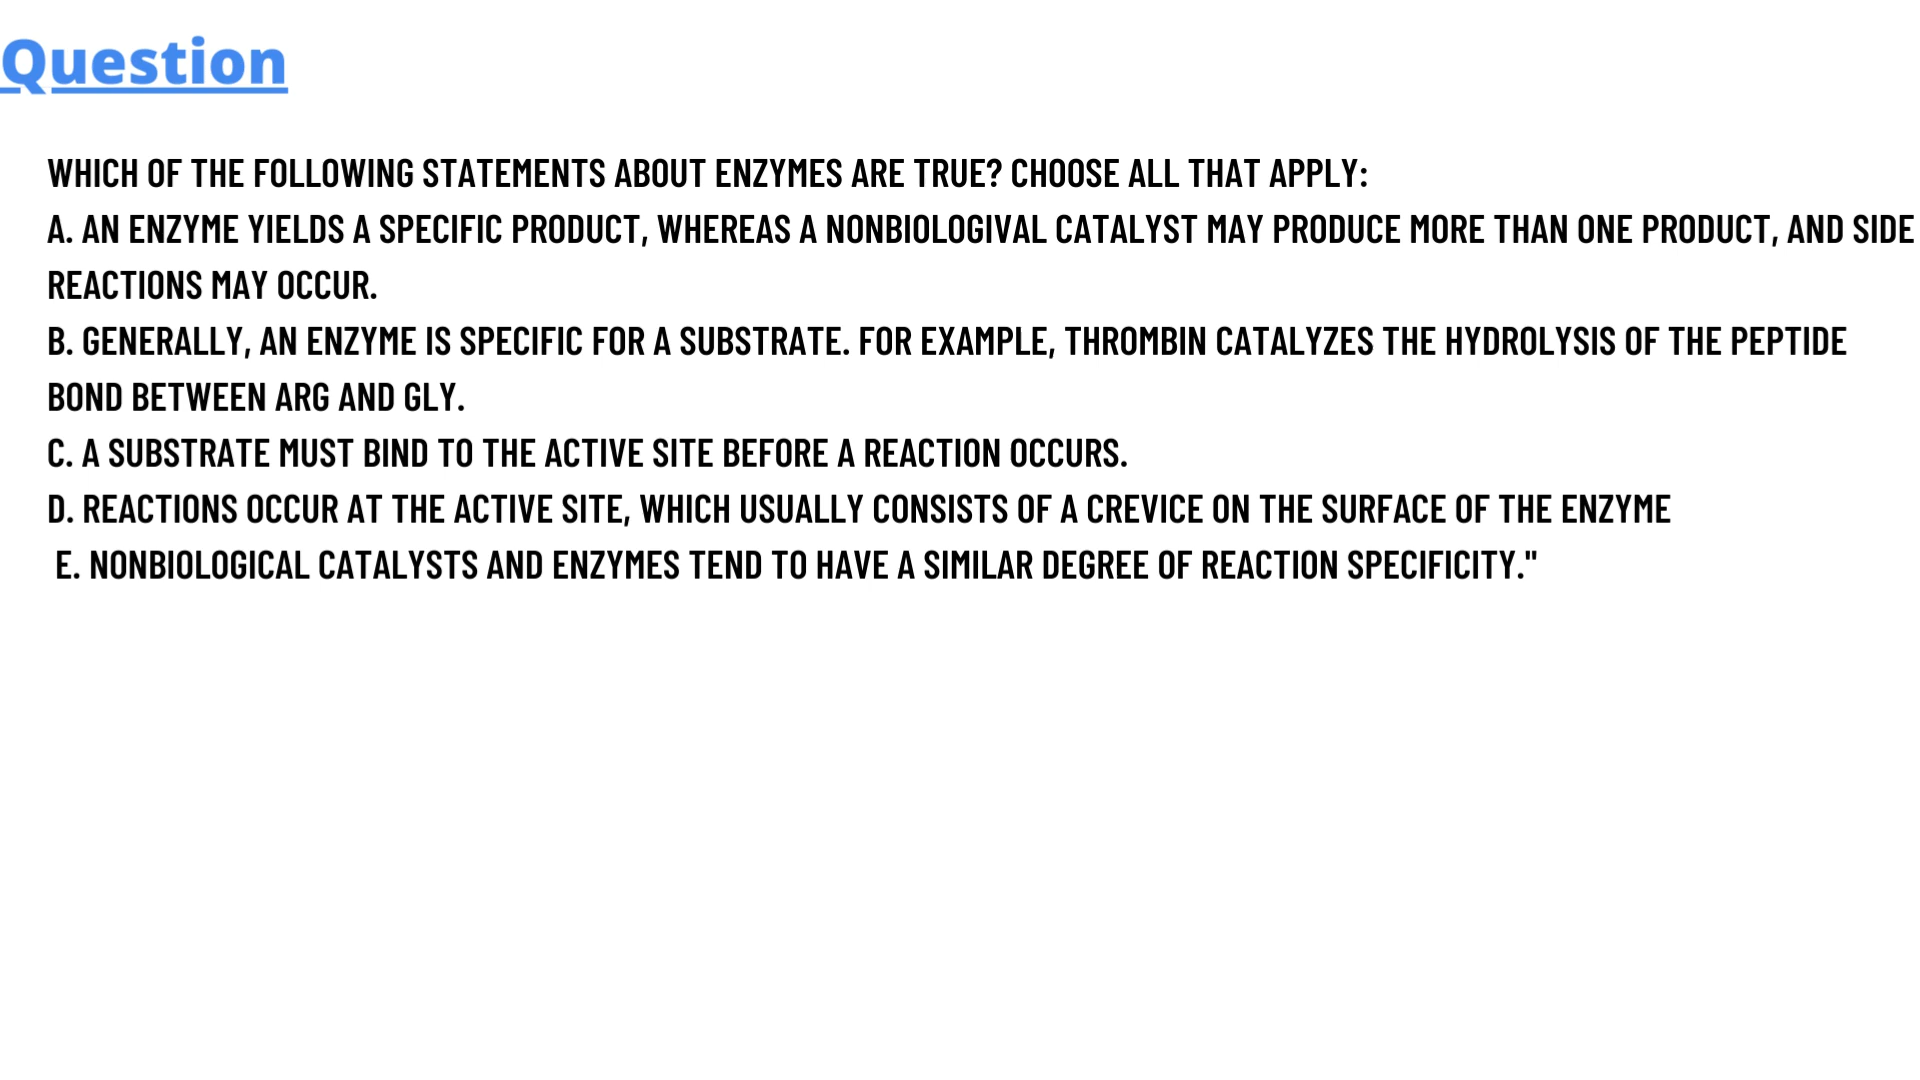 Question
WHICH OF THE FOLLOWING STATEMENTS ABOUT ENZYMES ARE TRUE? CHOOSE ALL THAT APPLY:
A. AN ENZYME YIELDS A SPECIFIC PRODUCT, WHEREAS A NONBIOLOGIVAL CATALYST MAY PRODUCE MORE THAN ONE PRODUCT, AND SIDE
REACTIONS MAY OCCUR.
B. GENERALLY, AN ENZYME IS SPECIFIC FOR A SUBSTRATE. FOR EXAMPLE, THROMBIN CATALYZES THE HYDROLYSIS OF THE PEPTIDE
BOND BETWEEN ARG AND GLY.
C. A SUBSTRATE MUST BIND TO THE ACTIVE SITE BEFORE A REACTION OCCURS.
D. REACTIONS OCCUR AT THE ACTIVE SITE, WHICH USUALLY CONSISTS OF A CREVICE ON THE SURFACE OF THE ENZYME
E. NONBIOLOGICAL CATALYSTS AND ENZYMES TEND TO HAVE A SIMILAR DEGREE OF REACTION SPECIFICITY."